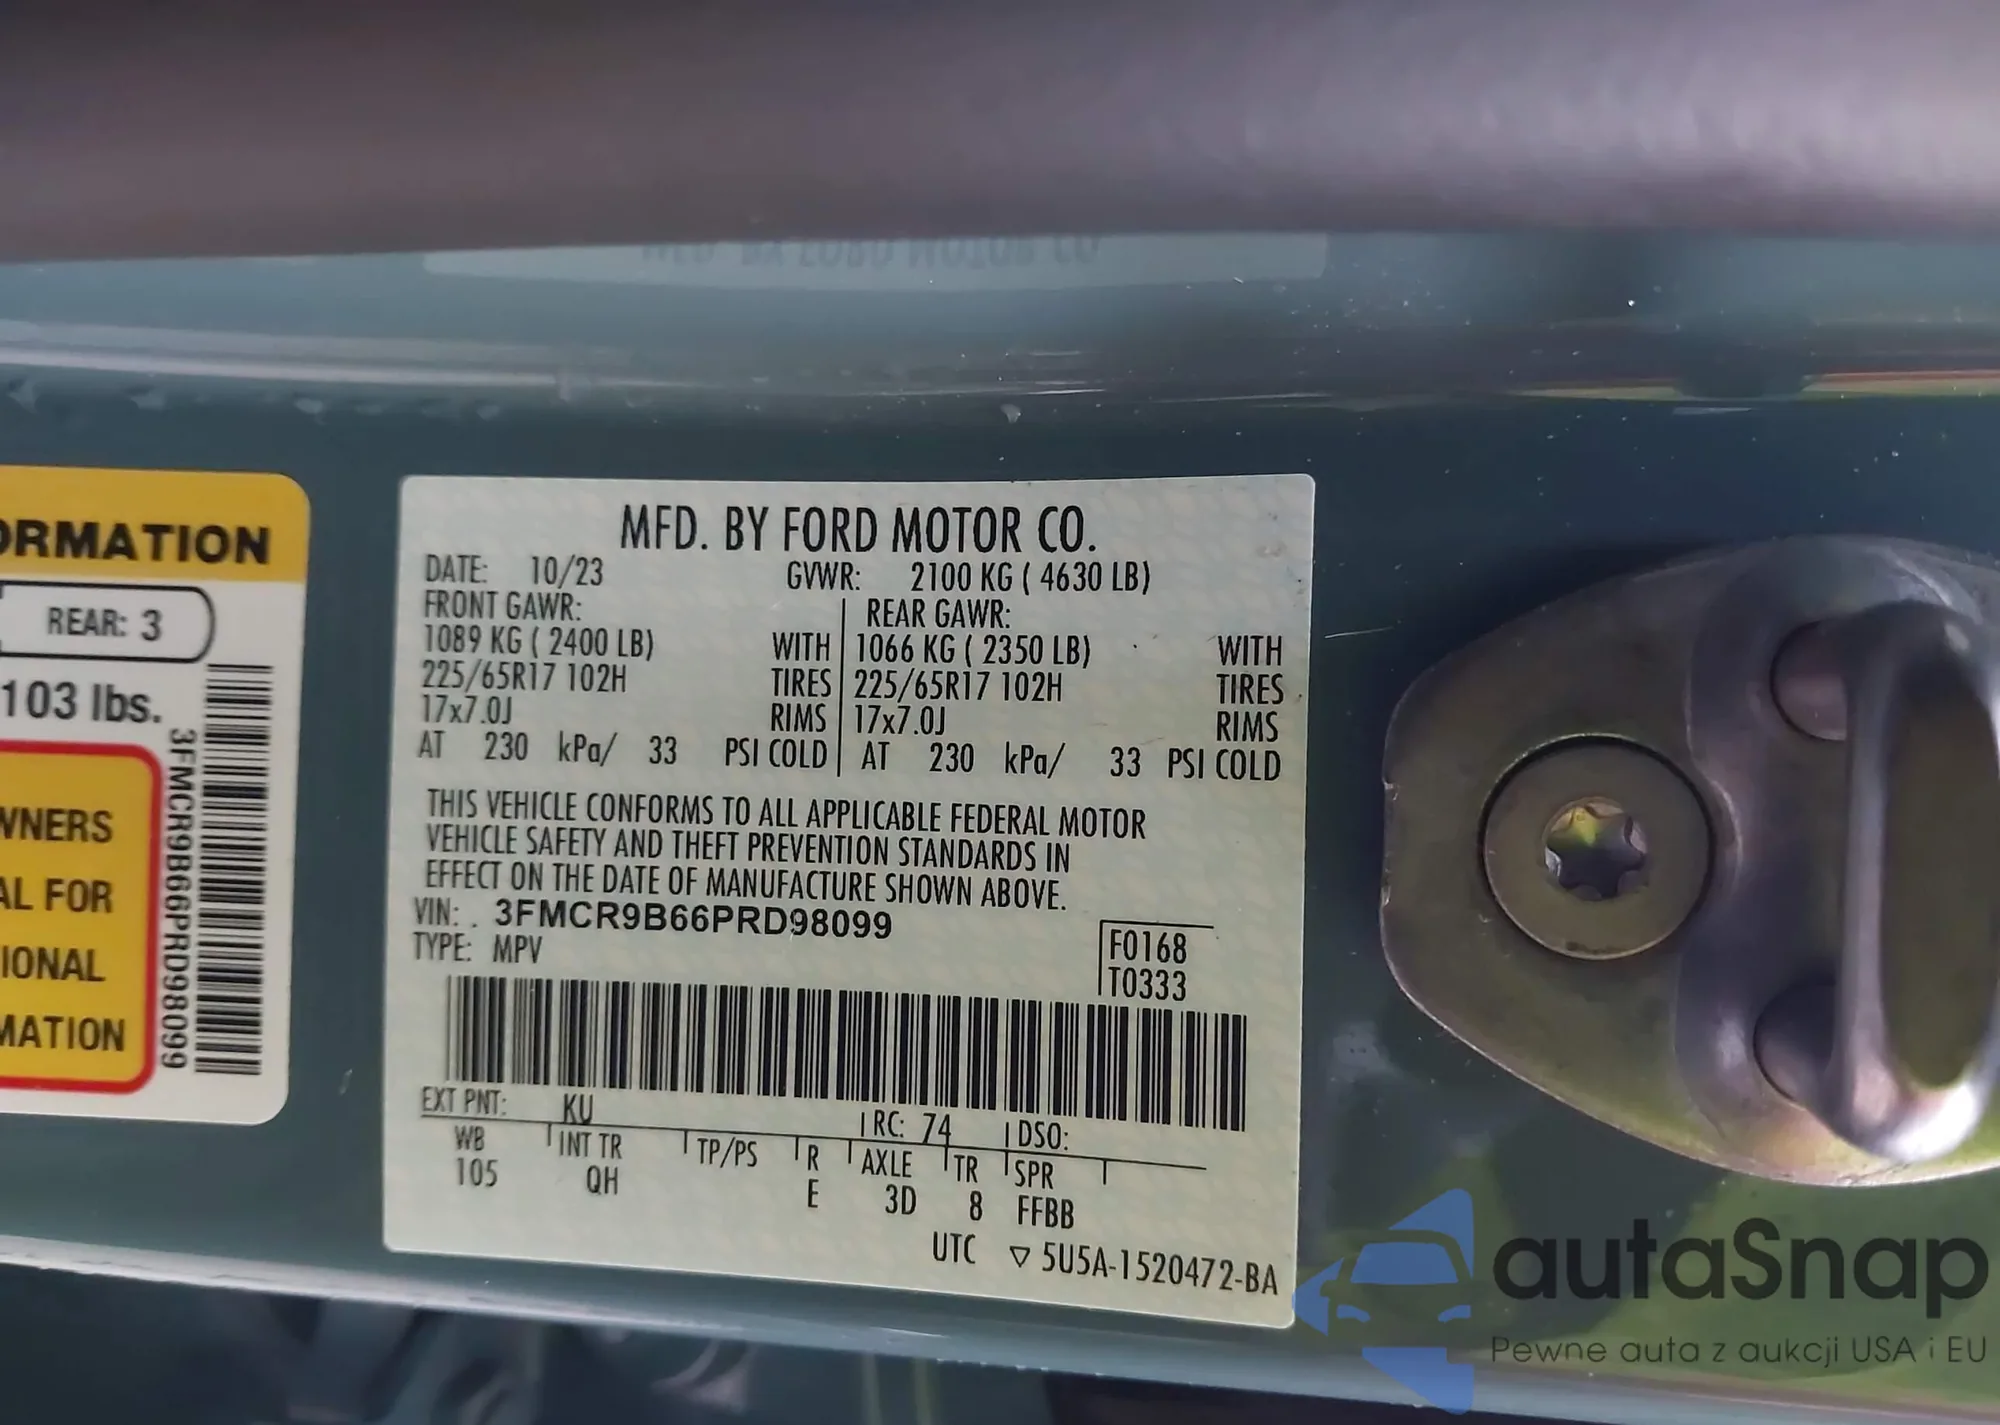 ORMATION
REAR: 3
103 lbs.
WNERS
AL FOR
IONAL
MATION
3FMCR9B66PRD98099
MFD. BY FORD MOTOR CO.
DATE: 10/23 GVWR: 2100 KG ( 4630 LB)
FRONT GAWR: REAR GAWR:
1089 KG ( 2400 LB) WITH 1066 KG ( 2350 LB) WITH
225/65R17 102H TIRES 225/65R17 102H TIRES
17x7.0J RIMS 17x7.0J RIMS
AT 230 kPa/ 33 PSI COLD AT 230 kPa/ 33 PSI COLD
THIS VEHICLE CONFORMS TO ALL APPLICABLE FEDERAL MOTOR
VEHICLE SAFETY AND THEFT PREVENTION STANDARDS IN
EFFECT ON THE DATE OF MANUFACTURE SHOWN ABOVE.
VIN: 3FMCR9B66PRD98099
TYPE: MPV
F0168
T0333
EXT PNT: KU RC: 74 DSO:
WB INT TR TP/PS R AXLE TR SPR
105 QH E 3D 8 FFBB
UTC ▽ 5U5A-1520472-BA
autaSnap
Pewne auta z aukcji USA i EU